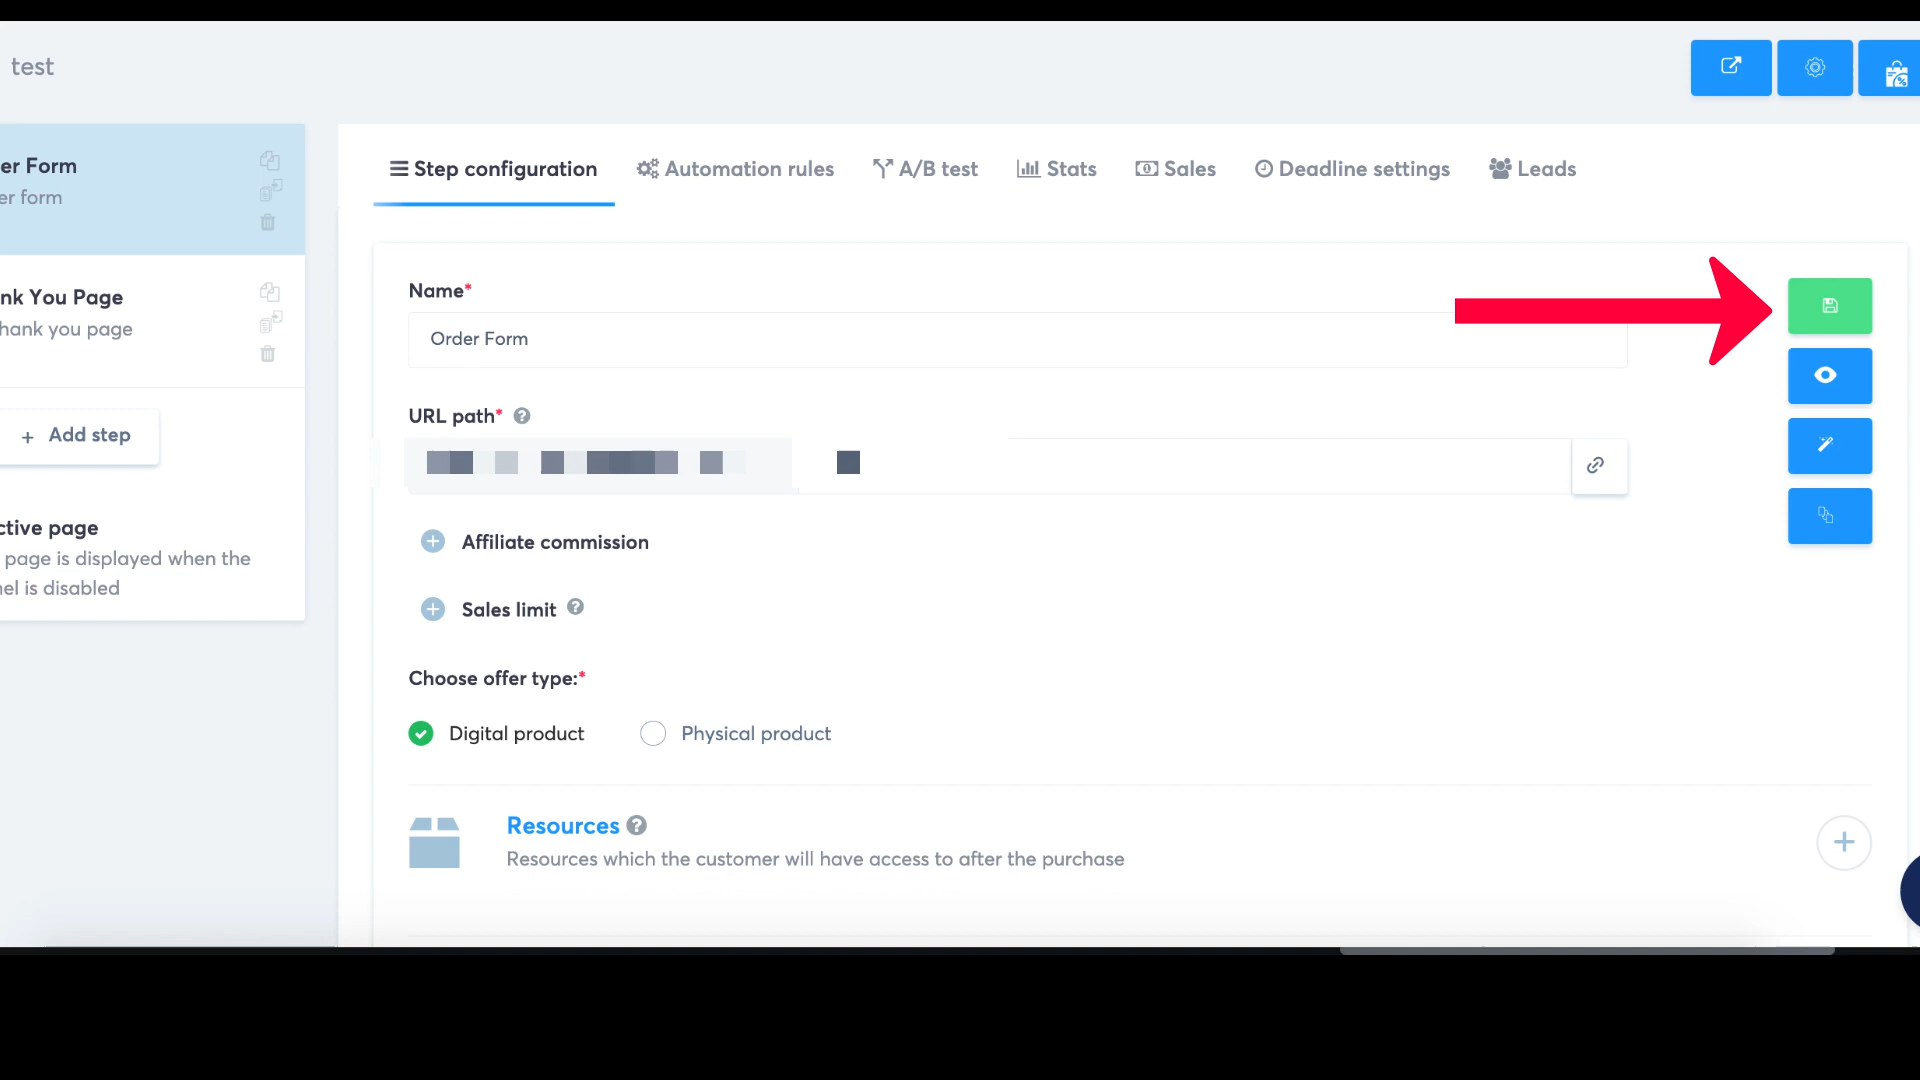 test
er Form
er form
nk You Page
hank you page
+ Add step
ctive page
page is displayed when the
nel is disabled
Step configuration
Automation rules
A/B test
Stats
Sales
Deadline settings
Leads
Name*
Order Form
URL path* ?
Affiliate commission
Sales limit ?
Choose offer type:*
Digital product
Physical product
Resources ?
Resources which the customer will have access to after the purchase